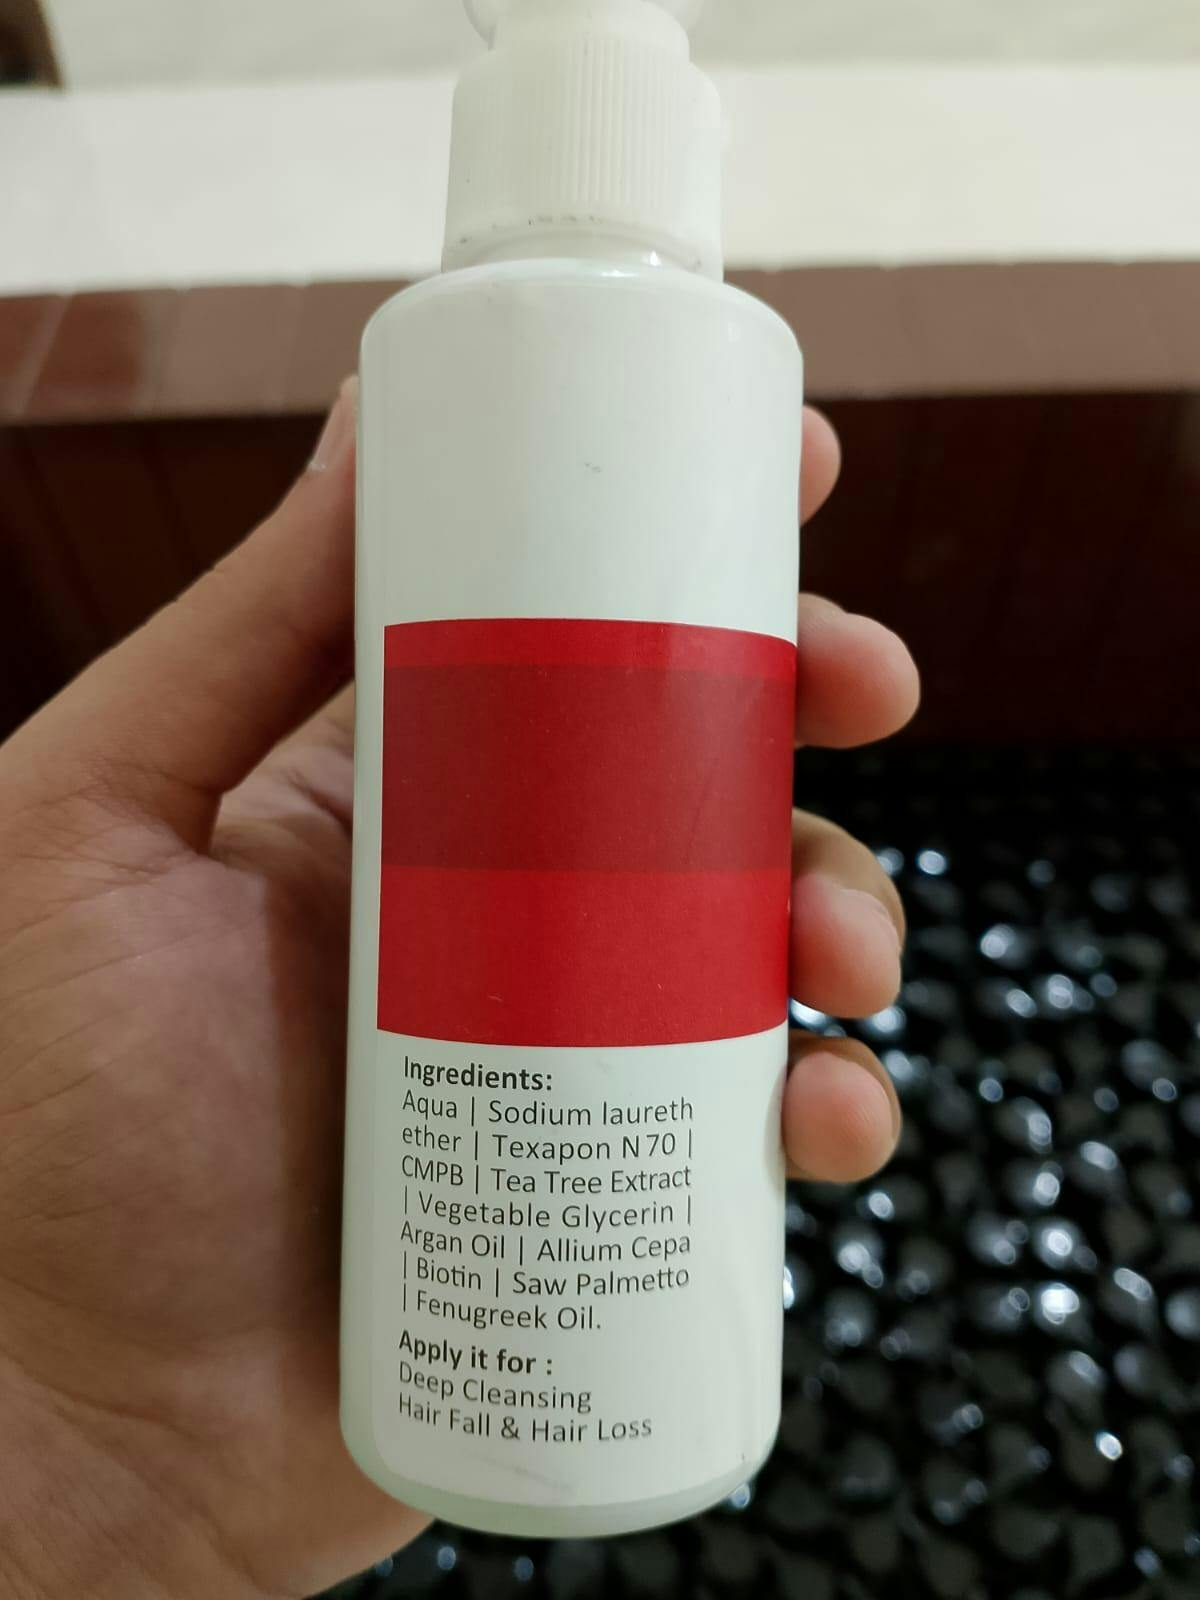 Ingredients:
Aqua | Sodium laureth
ether | Texapon N 70 |
CMPB | Tea Tree Extract
| Vegetable Glycerin |
Argan Oil | Allium Cepa
| Biotin | Saw Palmetto
| Fenugreek Oil.
Apply it for :
Deep Cleansing
Hair Fall & Hair Loss